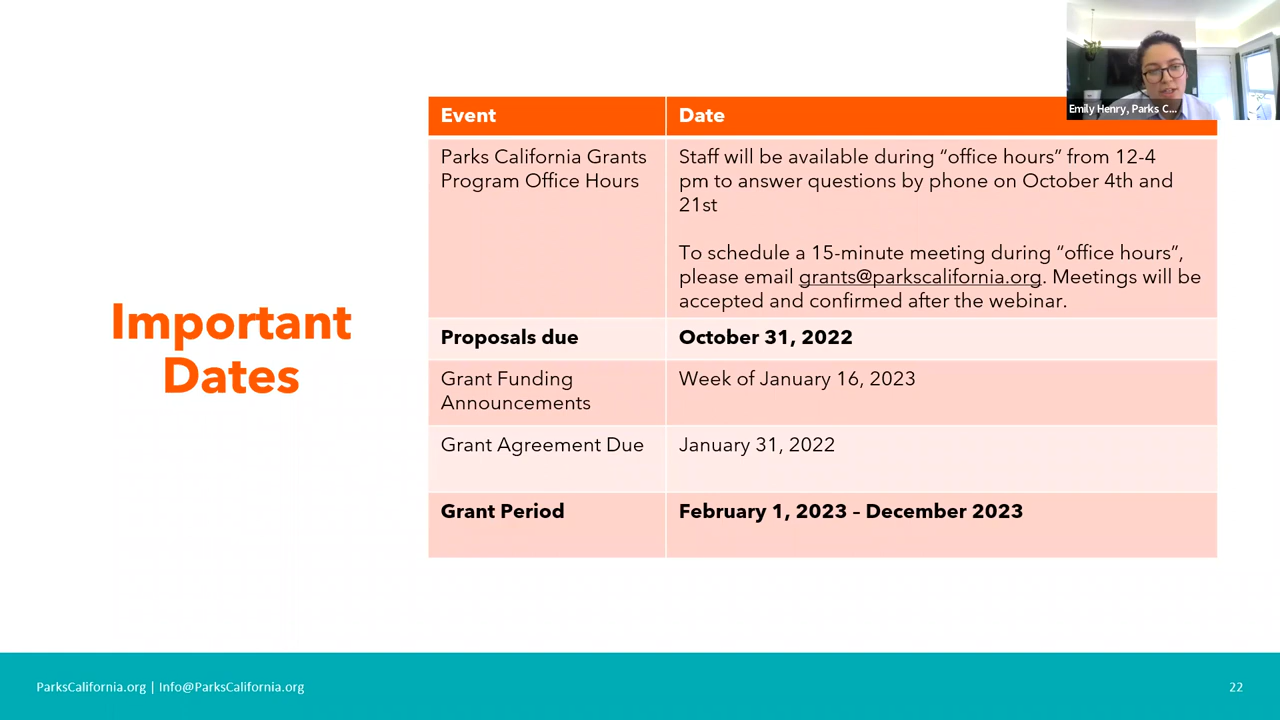 Emily Henry, Parks C...
Event
Date
Parks California Grants
Program Office Hours
Staff will be available during “office hours” from 12-4
pm to answer questions by phone on October 4th and
21st
To schedule a 15-minute meeting during “office hours”,
please email grants@parkscalifornia.org. Meetings will be
accepted and confirmed after the webinar.
Important
Dates
Proposals due
October 31, 2022
Grant Funding
Announcements
Week of January 16, 2023
Grant Agreement Due
January 31, 2022
Grant Period
February 1, 2023 – December 2023
ParksCalifornia.org | Info@ParksCalifornia.org
22